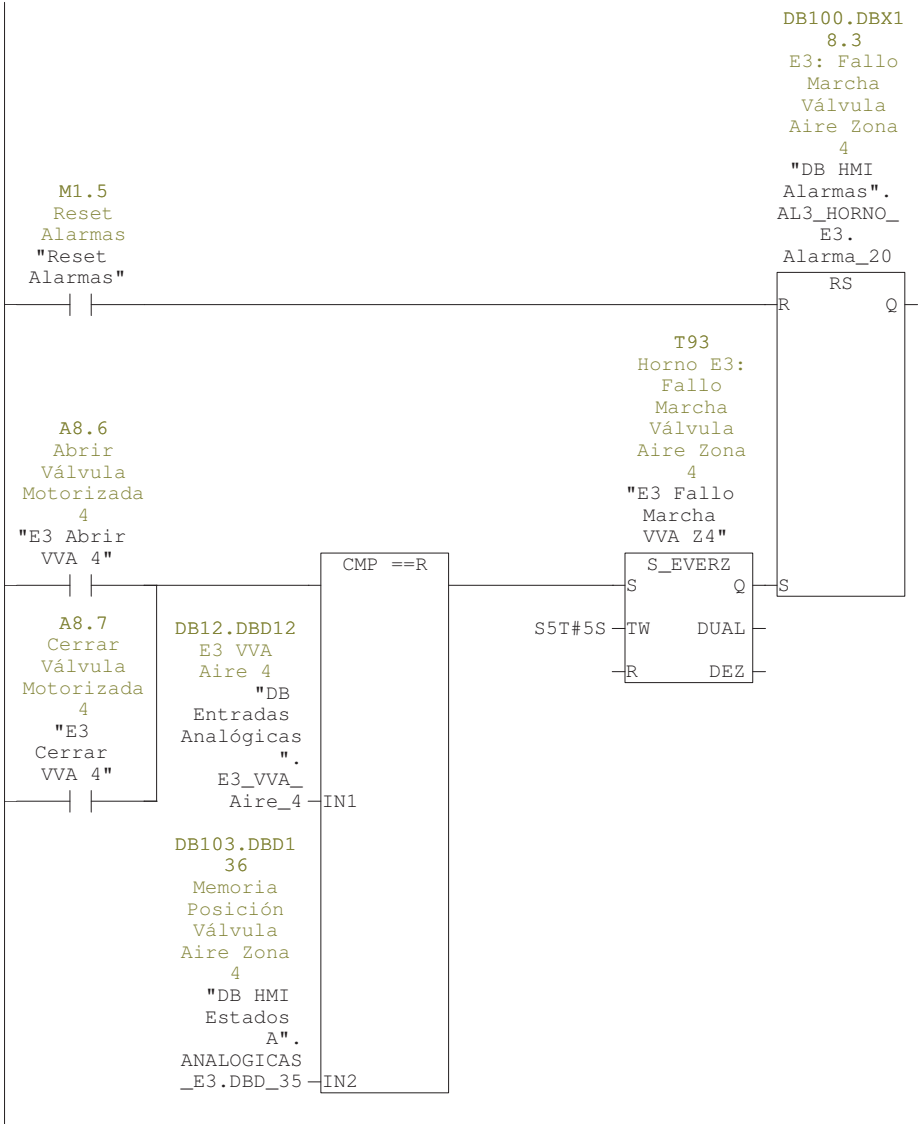 DB100.DBX1
8.3
E3: Fallo
Marcha
Válvula
Aire Zona
4
"DB HMI
Alarmas".
AL3_HORNO_
E3.
Alarma_20
M1.5
Reset
Alarmas
"Reset
Alarmas"
RS
R
Q
T93
Horno E3:
Fallo
Marcha
Válvula
Aire Zona
4
"E3 Fallo
Marcha
VVA Z4"
A8.6
Abrir
Válvula
Motorizada
4
"E3 Abrir
VVA 4"
CMP ==R
S_EVERZ
S
Q
S
A8.7
Cerrar
Válvula
Motorizada
4
"E3
Cerrar
VVA 4"
DB12.DBD12
E3 VVA
Aire 4
"DB
Entradas
Analógicas
".
E3_VVA_
Aire_4
IN1
S5T#5S
TW
DUAL
R
DEZ
DB103.DBD1
36
Memoria
Posición
Válvula
Aire Zona
4
"DB HMI
Estados
A".
ANALOGICAS
_E3.DBD_35
IN2